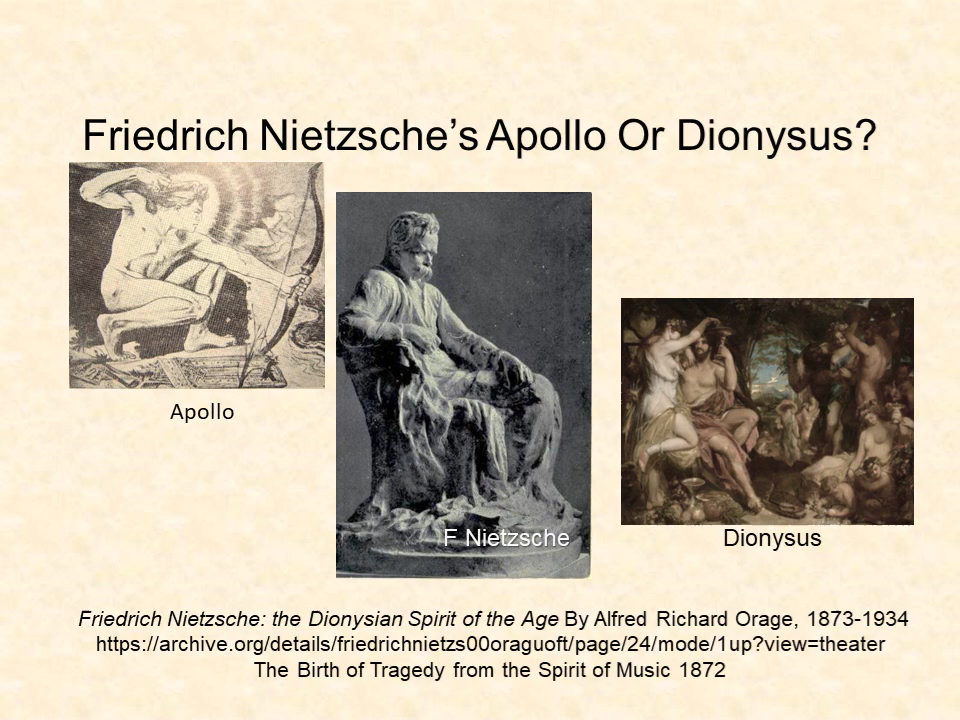 Friedrich Nietzsche’s Apollo Or Dionysus?
Apollo
F Nietzsche
Dionysus
Friedrich Nietzsche: the Dionysian Spirit of the Age By Alfred Richard Orage, 1873-1934
https://archive.org/details/friedrichnietzs00oraguoft/page/24/mode/1up?view=theater
The Birth of Tragedy from the Spirit of Music 1872